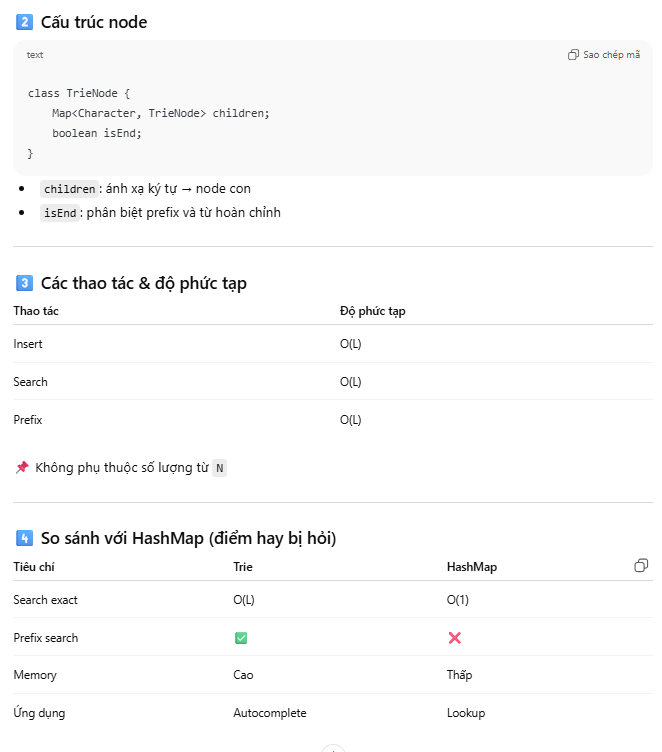 2 Cấu trúc node
text Sao chép mã
class TrieNode {
    Map<Character, TrieNode> children;
    boolean isEnd;
}
• children: ánh xạ ký tự → node con
• isEnd: phân biệt prefix và từ hoàn chỉnh
3 Các thao tác & độ phức tạp
Thao tác Độ phức tạp
Insert O(L)
Search O(L)
Prefix O(L)
📌 Không phụ thuộc số lượng từ N
4 So sánh với HashMap (điểm hay bị hỏi)
Tiêu chí Trie HashMap
Search exact O(L) O(1)
Prefix search ✅ ❌
Memory Cao Thấp
Ứng dụng Autocomplete Lookup